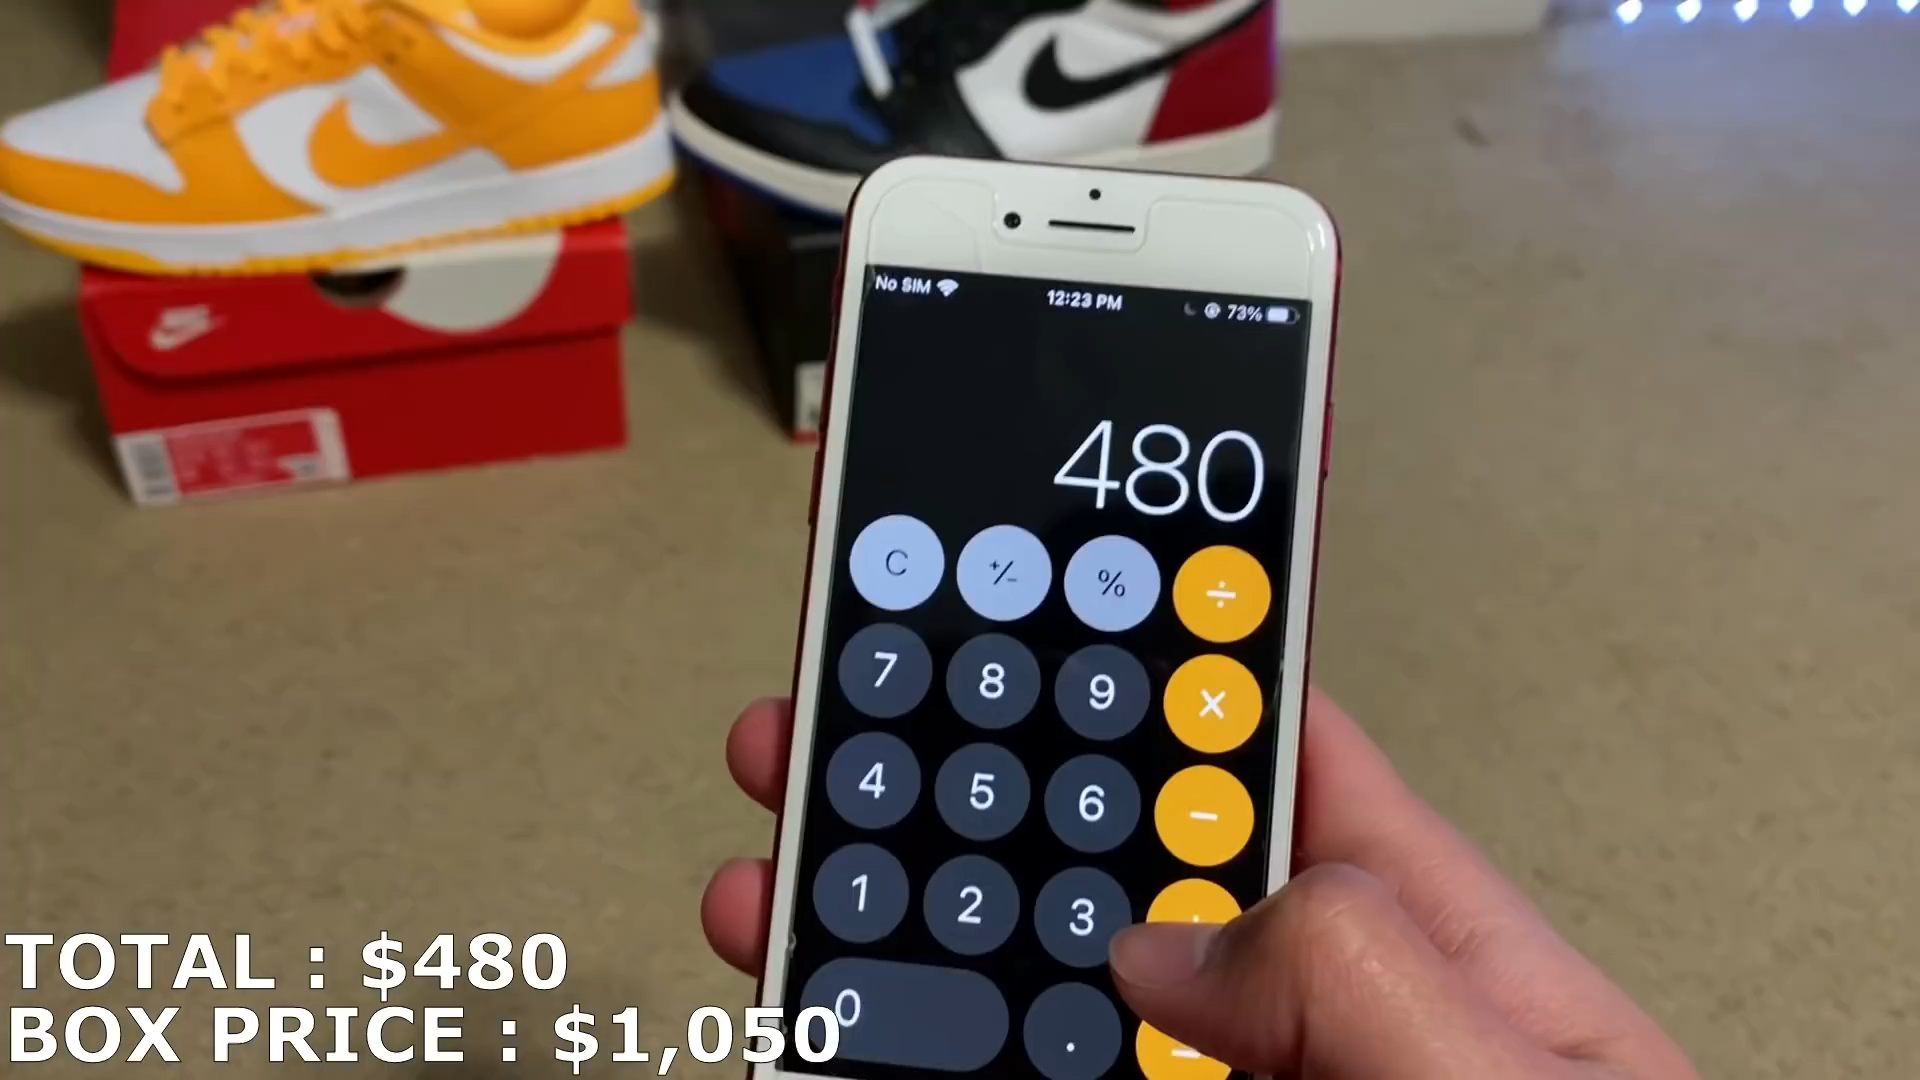 No SIM 12:23 PM 73%
480
C +/- % ÷
7 8 9 ×
4 5 6 −
1 2 3 +
0 .
TOTAL : $480
BOX PRICE : $1,050